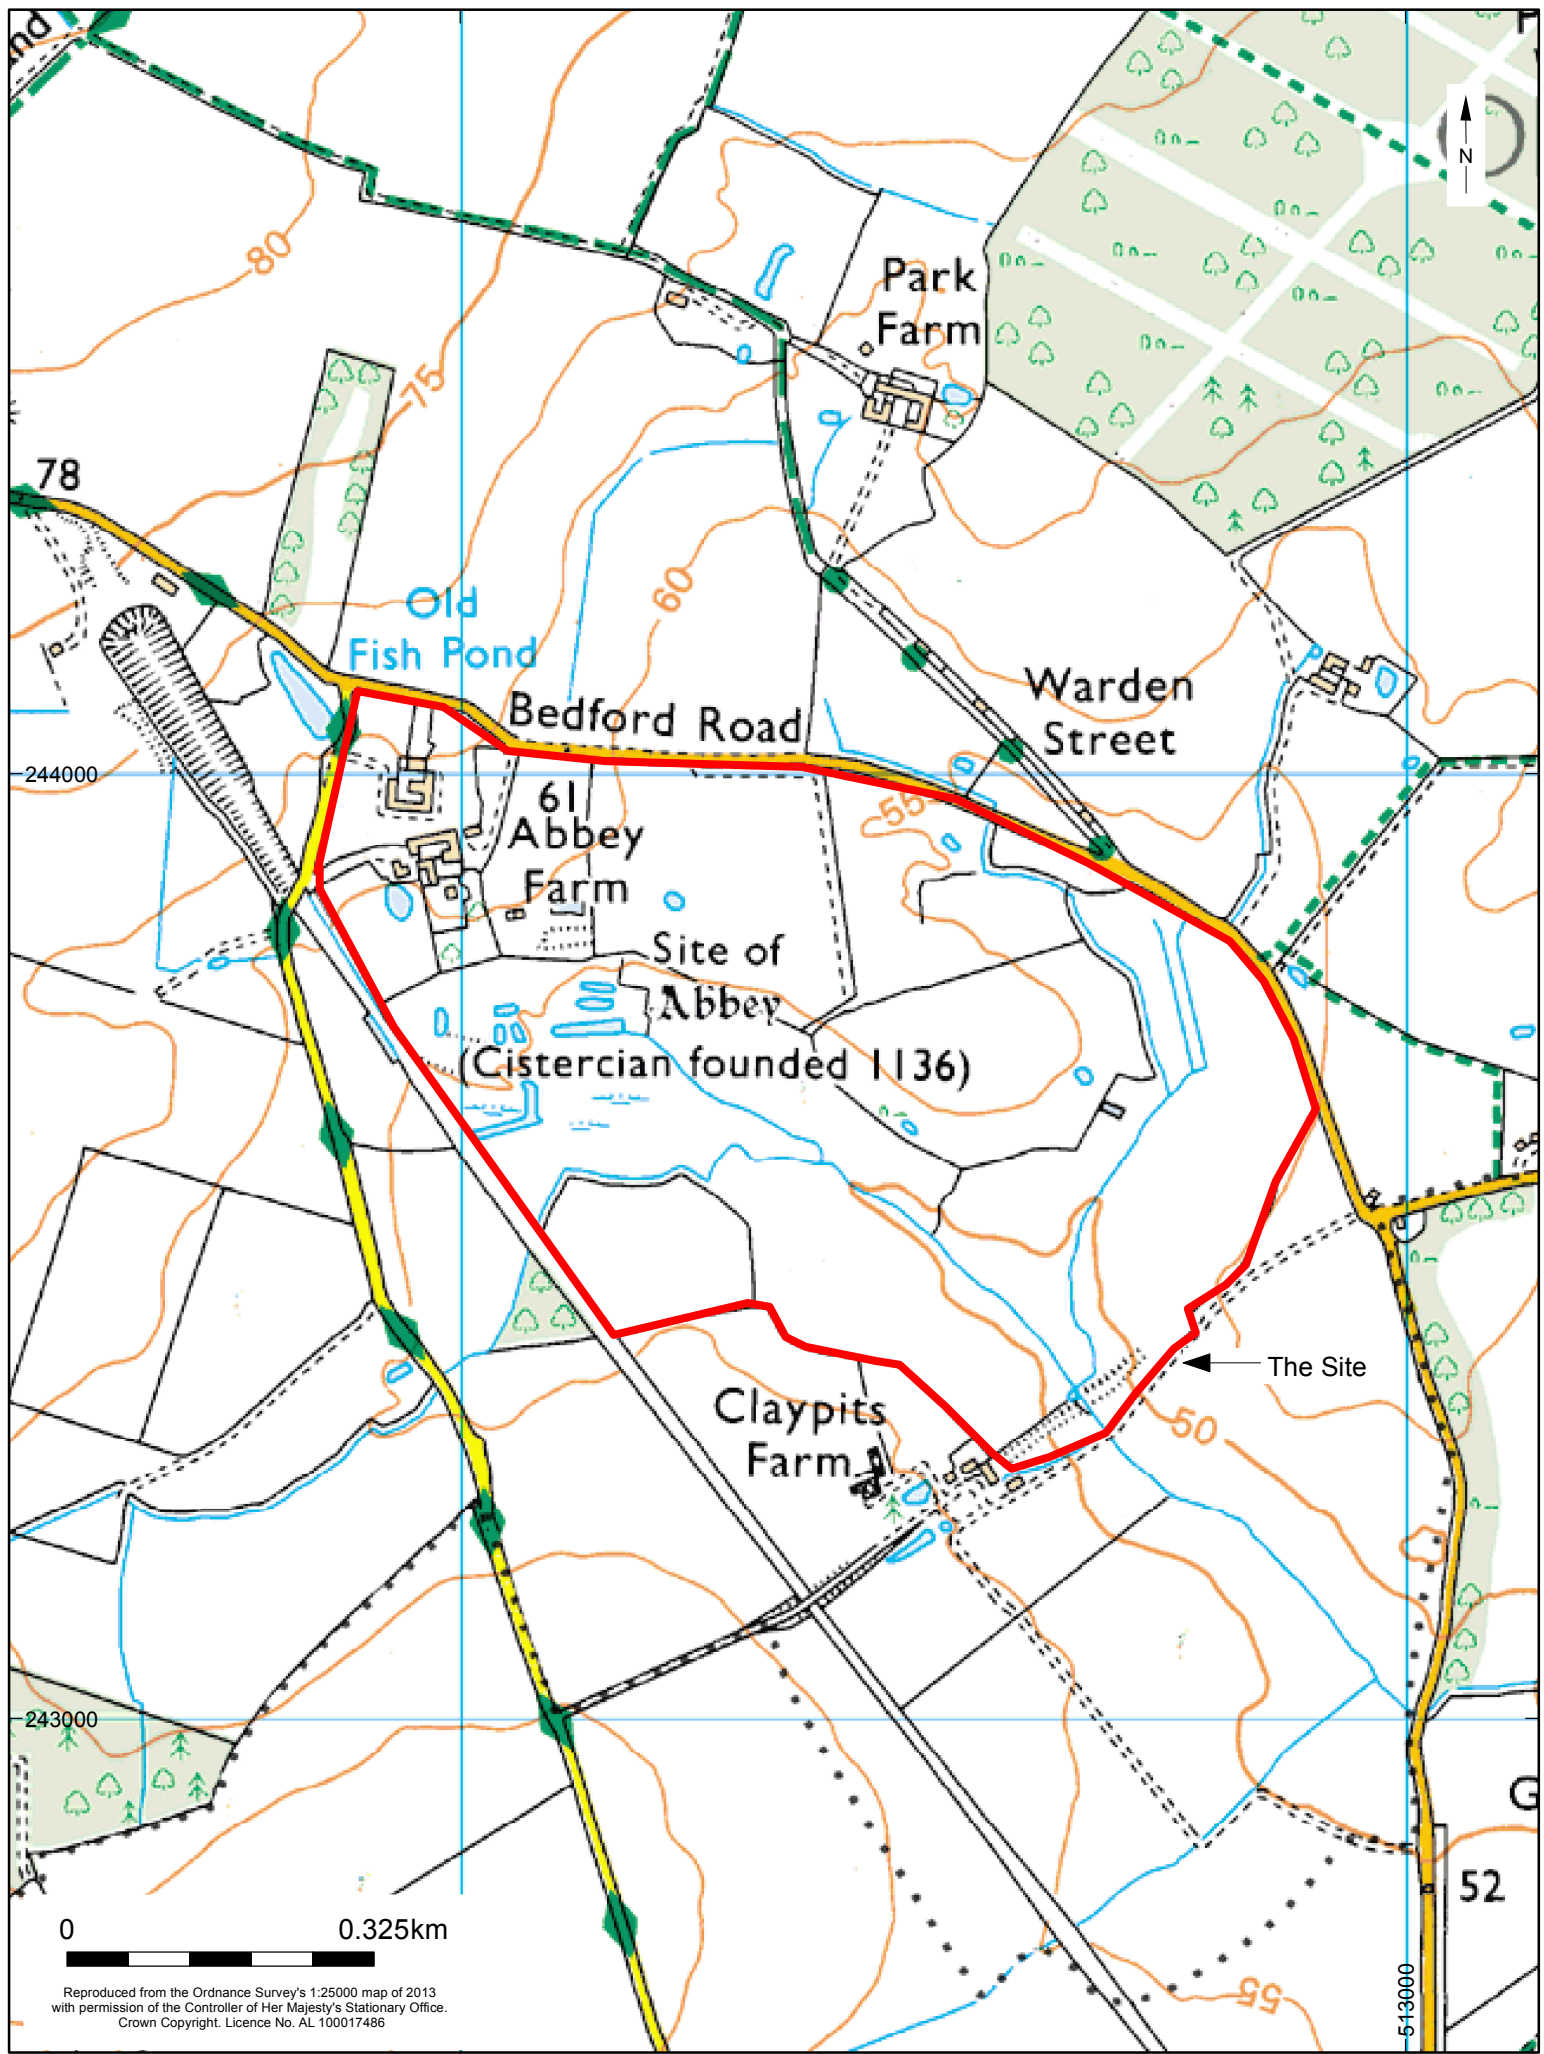 nd
N
80
Park
Farm
75
78
60
Old
Fish Pond
Warden
Street
Bedford Road
244000
61
Abbey
Farm
55
Site of
Abbey
(Cistercian founded 1136)
The Site
Claypits
Farm
50
243000
G
52
0
0.325km
513000
55
Reproduced from the Ordnance Survey's 1:25000 map of 2013
with permission of the Controller of Her Majesty's Stationary Office.
Crown Copyright. Licence No. AL 100017486